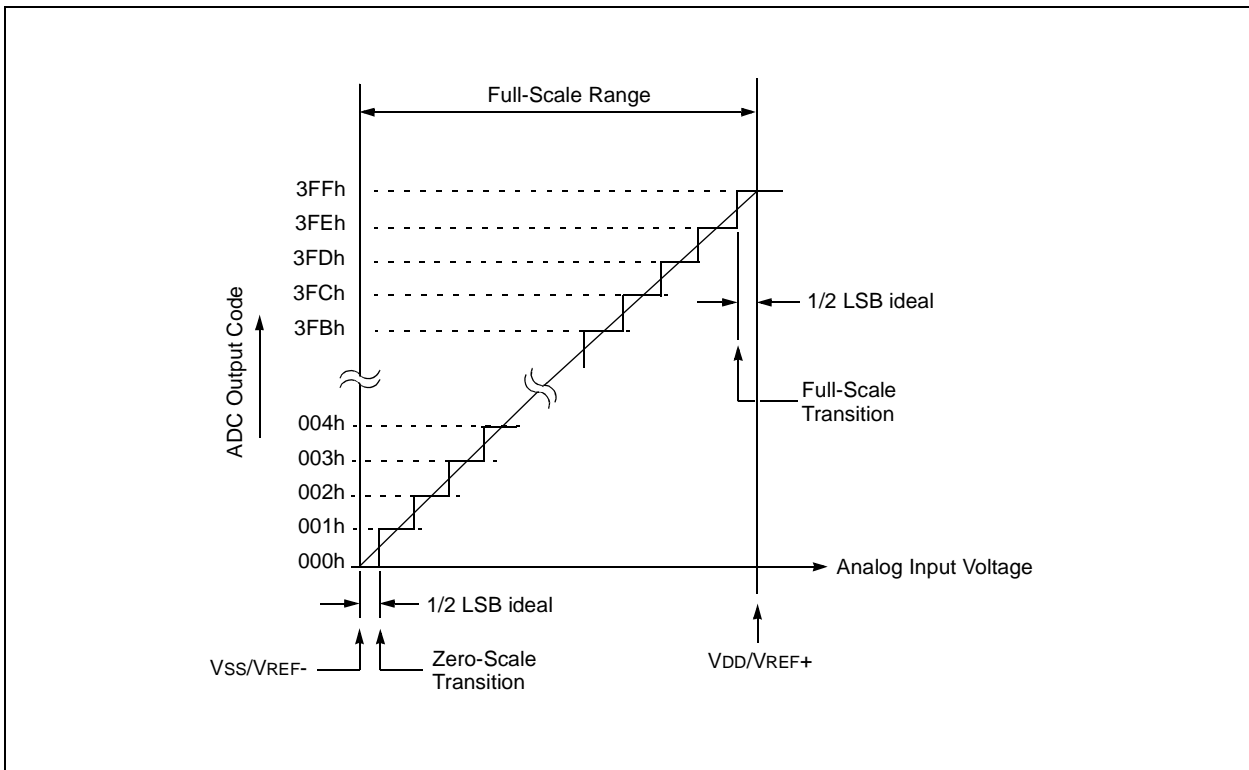 Full-Scale Range
3FFh
3FEh
3FDh
3FCh
3FBh
ADC Output Code
1/2 LSB ideal
Full-Scale
Transition
004h
003h
002h
001h
000h
Analog Input Voltage
1/2 LSB ideal
VSS/VREF-
Zero-Scale
Transition
VDD/VREF+